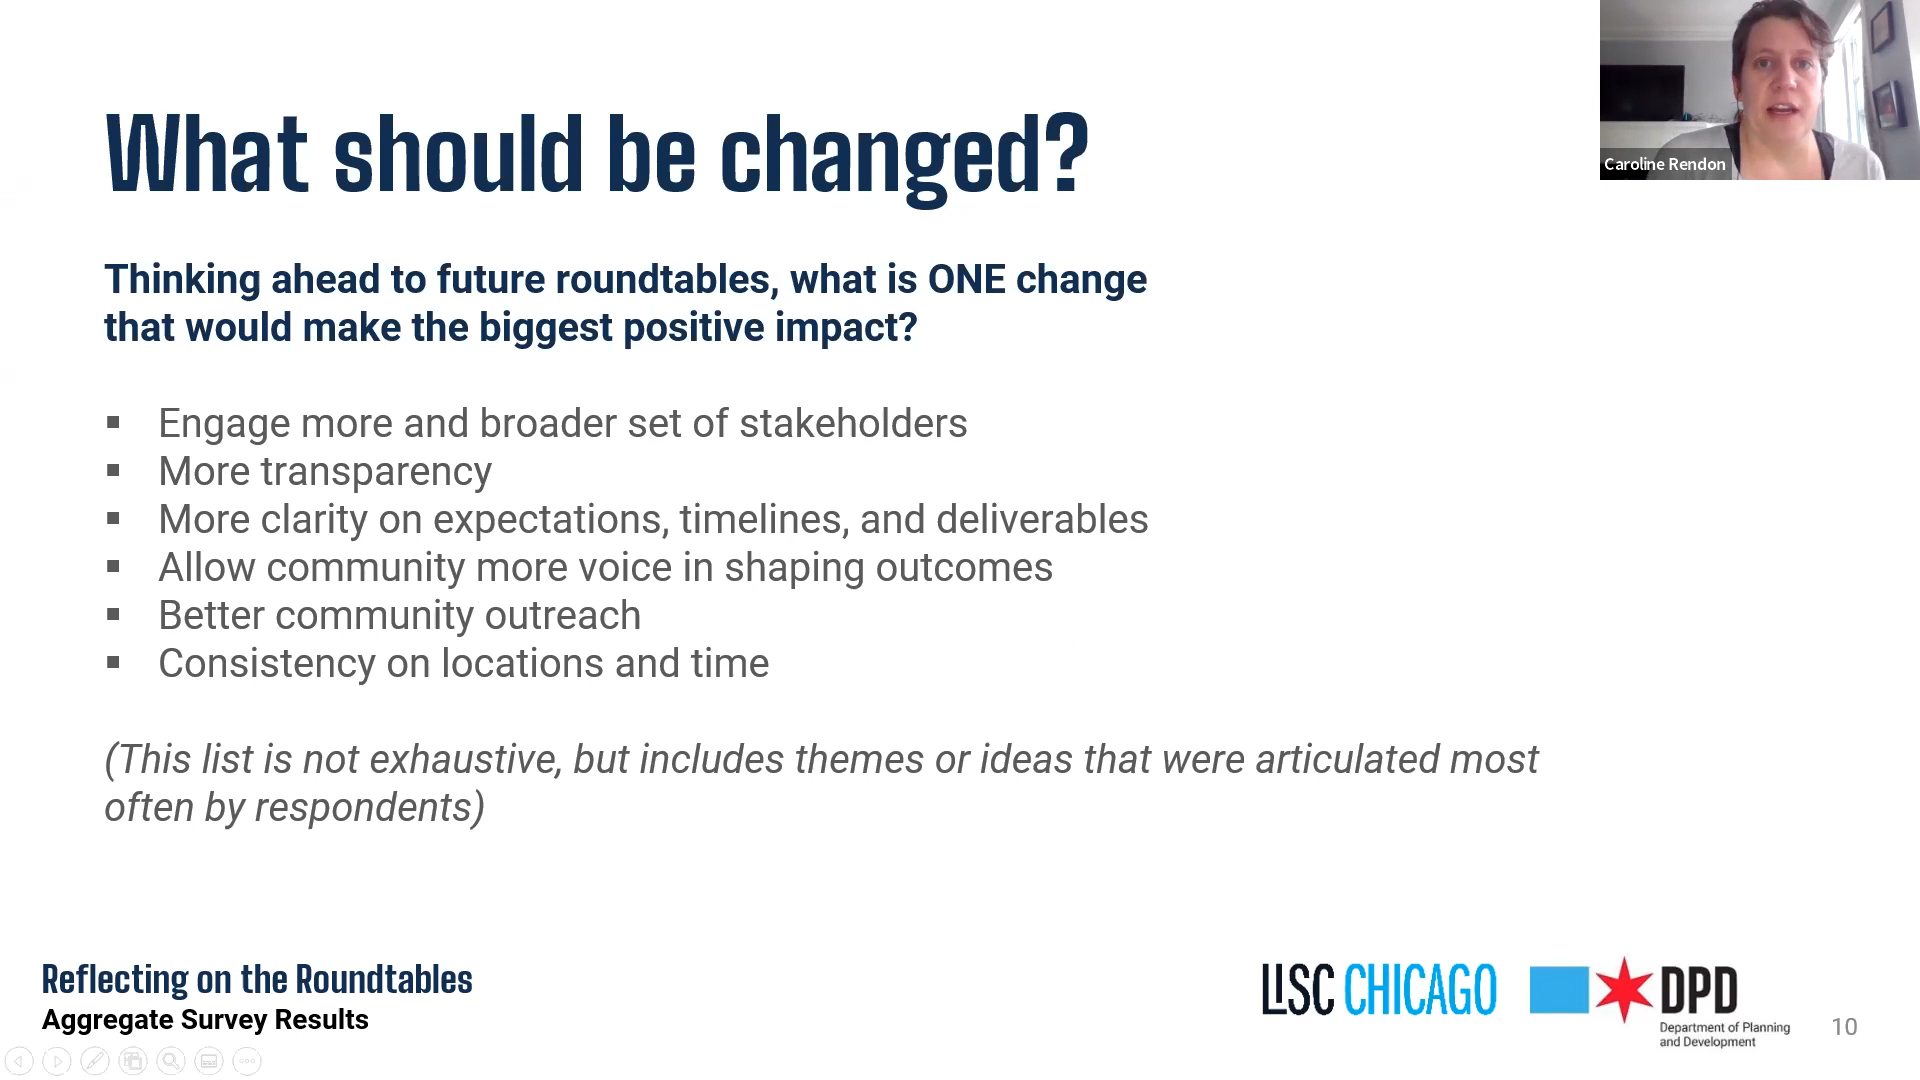 What should be changed?
Caroline Rendon
Thinking ahead to future roundtables, what is ONE change
that would make the biggest positive impact?
▪ Engage more and broader set of stakeholders
▪ More transparency
▪ More clarity on expectations, timelines, and deliverables
▪ Allow community more voice in shaping outcomes
▪ Better community outreach
▪ Consistency on locations and time
(This list is not exhaustive, but includes themes or ideas that were articulated most
often by respondents)
Reflecting on the Roundtables
Aggregate Survey Results
LISC CHICAGO
DPD
Department of Planning
and Development
10